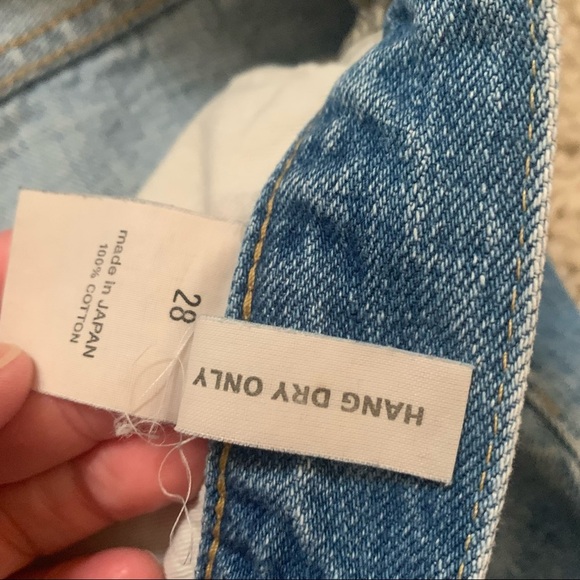 made in JAPAN
100% COTTON
28
HANG DRY ONLY